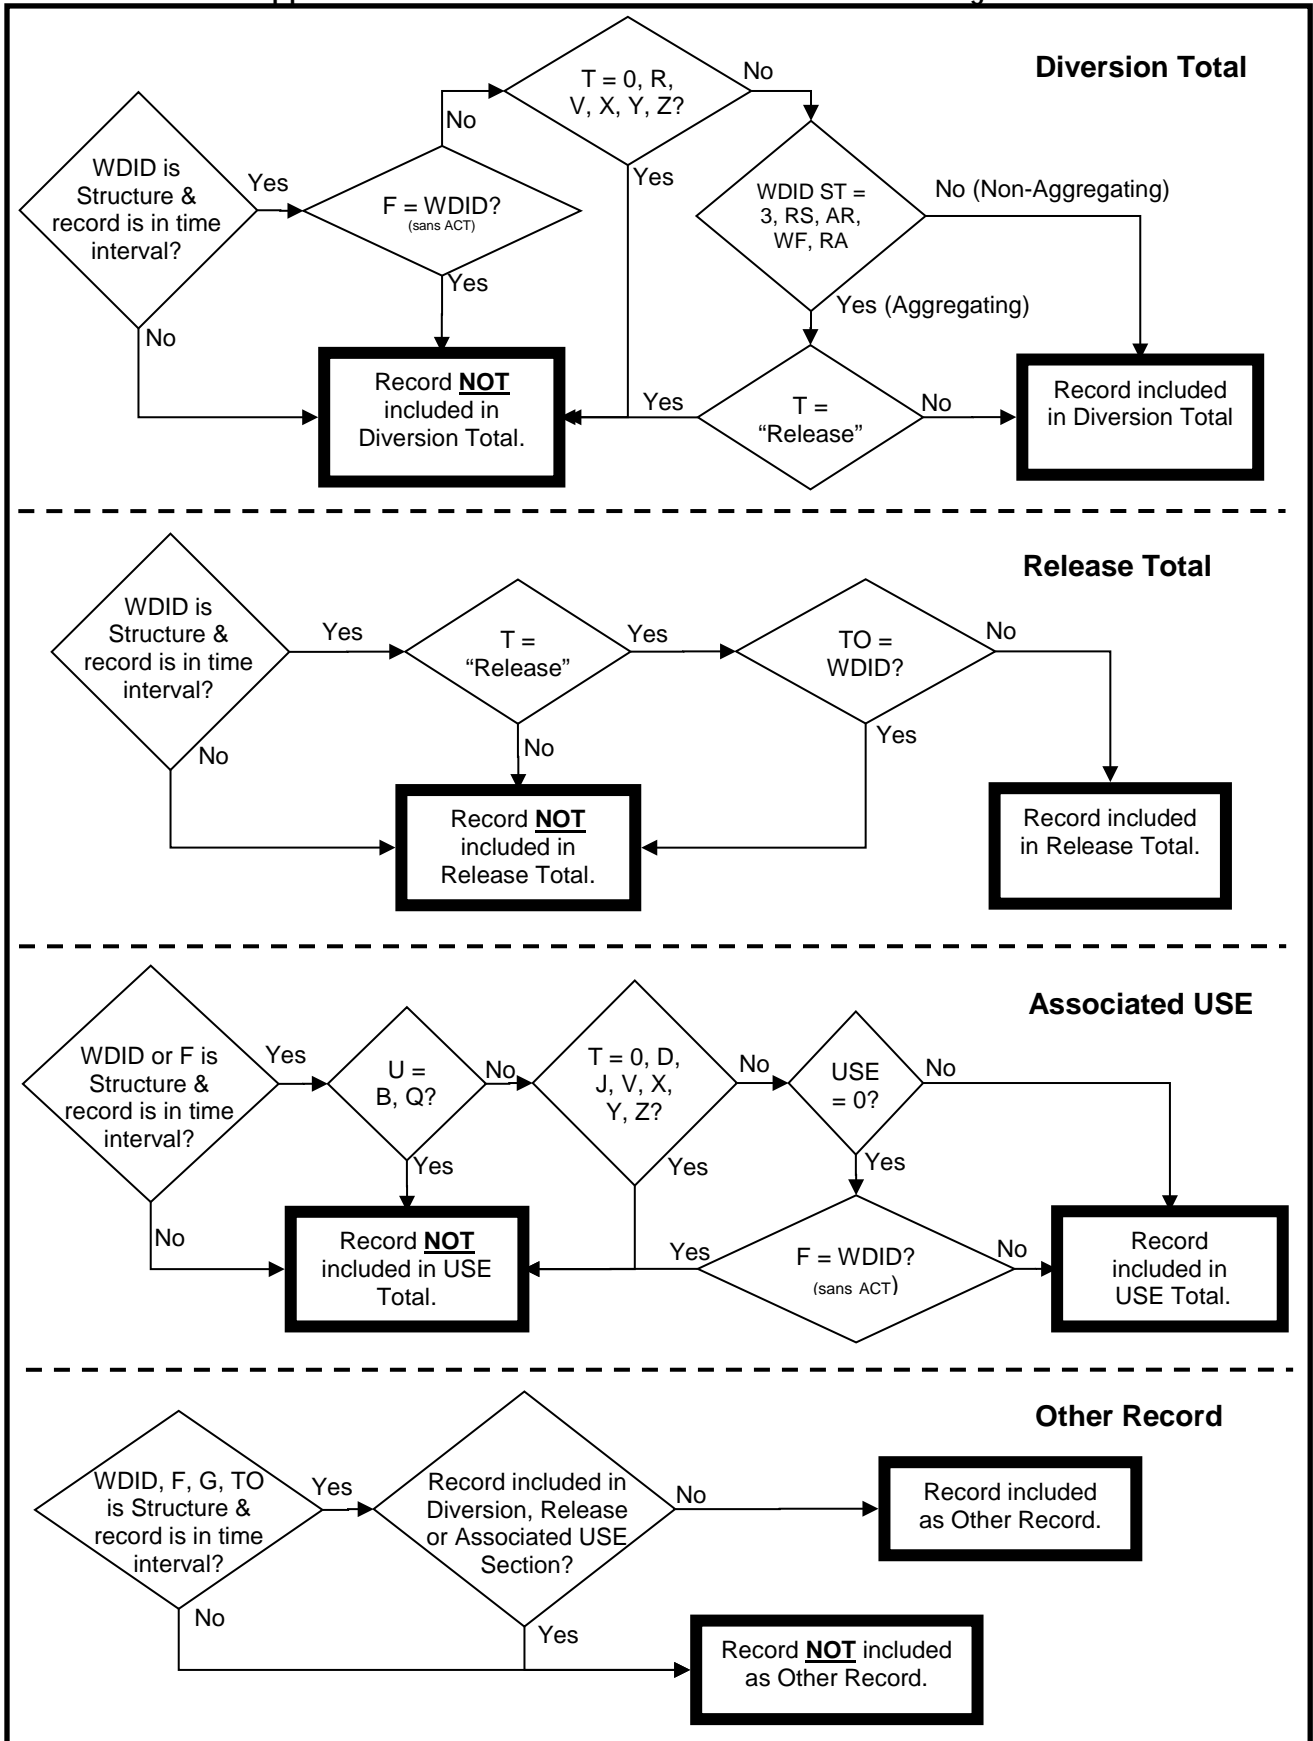 Diversion Total
T = 0, R,
V, X, Y, Z?
No
No
Yes
WDID is
Structure &
record is in time
interval?
Yes
F = WDID?
(sans ACT)
WDID ST =
3, RS, AR,
WF, RA
No (Non-Aggregating)
Yes
No
Yes (Aggregating)
Record NOT
included in
Diversion Total.
Yes
T =
“Release”
No
Record included
in Diversion Total
Release Total
WDID is
Structure &
record is in time
interval?
Yes
T =
“Release”
Yes
TO =
WDID?
No
No
No
Yes
Record NOT
included in
Release Total.
Record included
in Release Total.
Associated USE
WDID or F is
Structure &
record is in time
interval?
Yes
U =
B, Q?
No
T = 0, D,
J, V, X,
Y, Z?
No
USE
= 0?
No
Yes
Yes
Yes
No
Record NOT
included in USE
Total.
Yes
F = WDID?
(sans ACT)
No
Record
included in
USE Total.
Other Record
WDID, F, G, TO
is Structure &
record is in time
interval?
Yes
Record included in
Diversion, Release
or Associated USE
Section?
No
Record included
as Other Record.
No
Yes
Record NOT included
as Other Record.